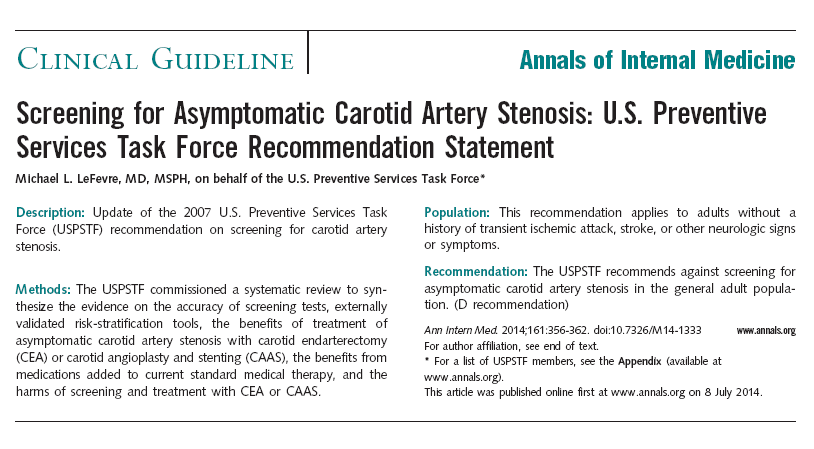 CLINICAL GUIDELINE
Annals of Internal Medicine
Screening for Asymptomatic Carotid Artery Stenosis: U.S. Preventive
Services Task Force Recommendation Statement
Michael L. LeFevre, MD, MSPH, on behalf of the U.S. Preventive Services Task Force*
Description: Update of the 2007 U.S. Preventive Services Task
Force (USPSTF) recommendation on screening for carotid artery
stenosis.
Methods: The USPSTF commissioned a systematic review to syn-
thesize the evidence on the accuracy of screening tests, externally
validated risk-stratification tools, the benefits of treatment of
asymptomatic carotid artery stenosis with carotid endarterectomy
(CEA) or carotid angioplasty and stenting (CAAS), the benefits from
medications added to current standard medical therapy, and the
harms of screening and treatment with CEA or CAAS.
Population: This recommendation applies to adults without a
history of transient ischemic attack, stroke, or other neurologic signs
or symptoms.
Recommendation: The USPSTF recommends against screening for
asymptomatic carotid artery stenosis in the general adult popula-
tion. (D recommendation)
Ann Intern Med. 2014;161:356-362. doi:10.7326/M14-1333 www.annals.org
For author affiliation, see end of text.
* For a list of USPSTF members, see the Appendix (available at
www.annals.org).
This article was published online first at www.annals.org on 8 July 2014.